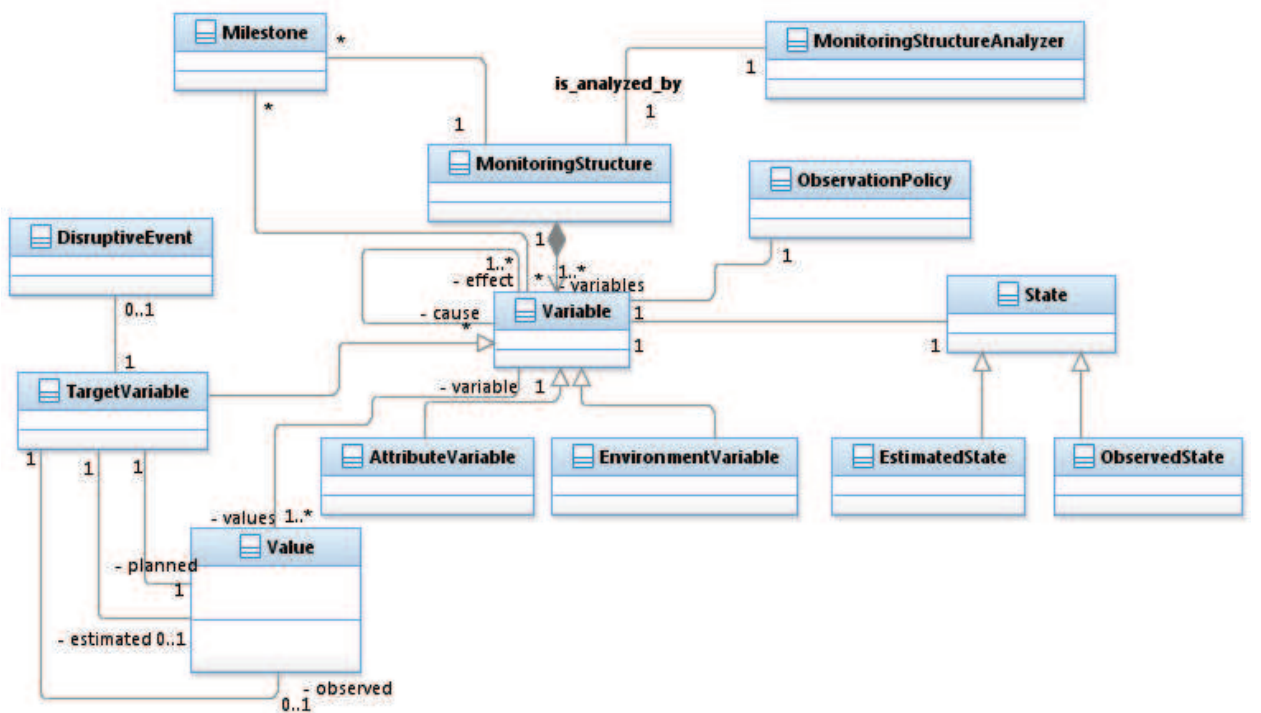 Milestone
*
*
MonitoringStructureAnalyzer
1
is_analyzed_by
1
1
MonitoringStructure
ObservationPolicy
1
DisruptiveEvent
0..1
1
1..*
- effect
*
1..*
- variables
- cause
*
Variable
1
1
State
1
1
TargetVariable
- variable
1
AttributeVariable
EnvironmentVariable
EstimatedState
ObservedState
1
1
1
- values
1..*
Value
- planned
1
- estimated 0..1
- observed
0..1